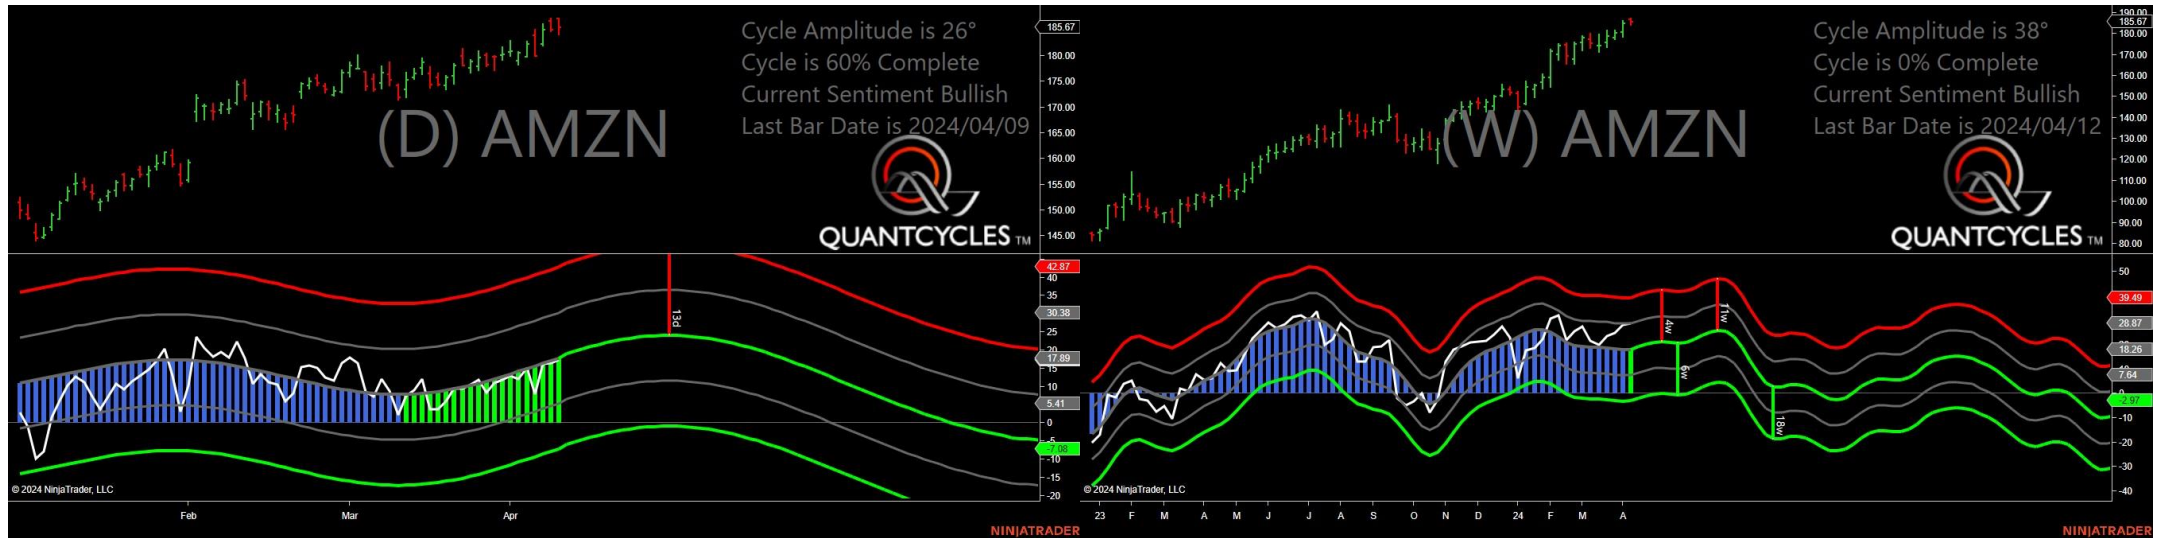 Cycle Amplitude is 26°
Cycle is 60% Complete
Current Sentiment Bullish
Last Bar Date is 2024/04/09
(D) AMZN
QUANTCYCLES TM
185.67
180.00
175.00
170.00
165.00
160.00
155.00
150.00
145.00
13d
42.87
40
35
30.38
25
20
17.89
15
10
5.41
0
-5
-7.08
-10
-15
-20
© 2024 NinjaTrader, LLC
Feb Mar Apr
NINJATRADER
Cycle Amplitude is 38°
Cycle is 0% Complete
Current Sentiment Bullish
Last Bar Date is 2024/04/12
(W) AMZN
QUANTCYCLES TM
190.00
185.67
180.00
170.00
160.00
150.00
140.00
130.00
120.00
110.00
100.00
90.00
80.00
4w
11w
6w
18w
50
39.49
28.87
18.26
7.64
0
-2.97
-10
-20
-30
-40
© 2024 NinjaTrader, LLC
23 F M A M J J A S O N D 24 F M A
NINJATRADER